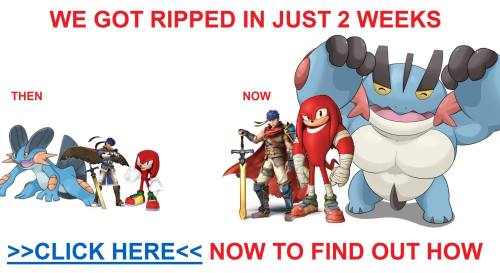 WE GOT RIPPED IN JUST 2 WEEKS
THEN
NOW
>>CLICK HERE<< NOW TO FIND OUT HOW